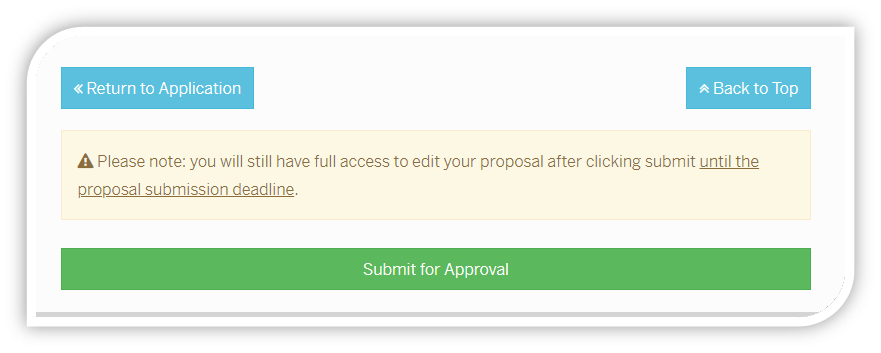 Return to Application
Back to Top
Please note: you will still have full access to edit your proposal after clicking submit until the
proposal submission deadline.
Submit for Approval